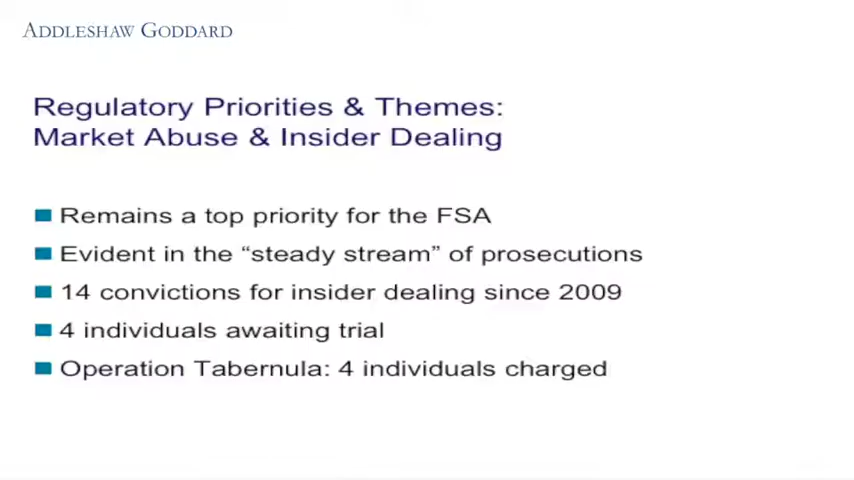 ADDLESHAW GODDARD
Regulatory Priorities & Themes:
Market Abuse & Insider Dealing
Remains a top priority for the FSA
Evident in the “steady stream” of prosecutions
14 convictions for insider dealing since 2009
4 individuals awaiting trial
Operation Tabernula: 4 individuals charged